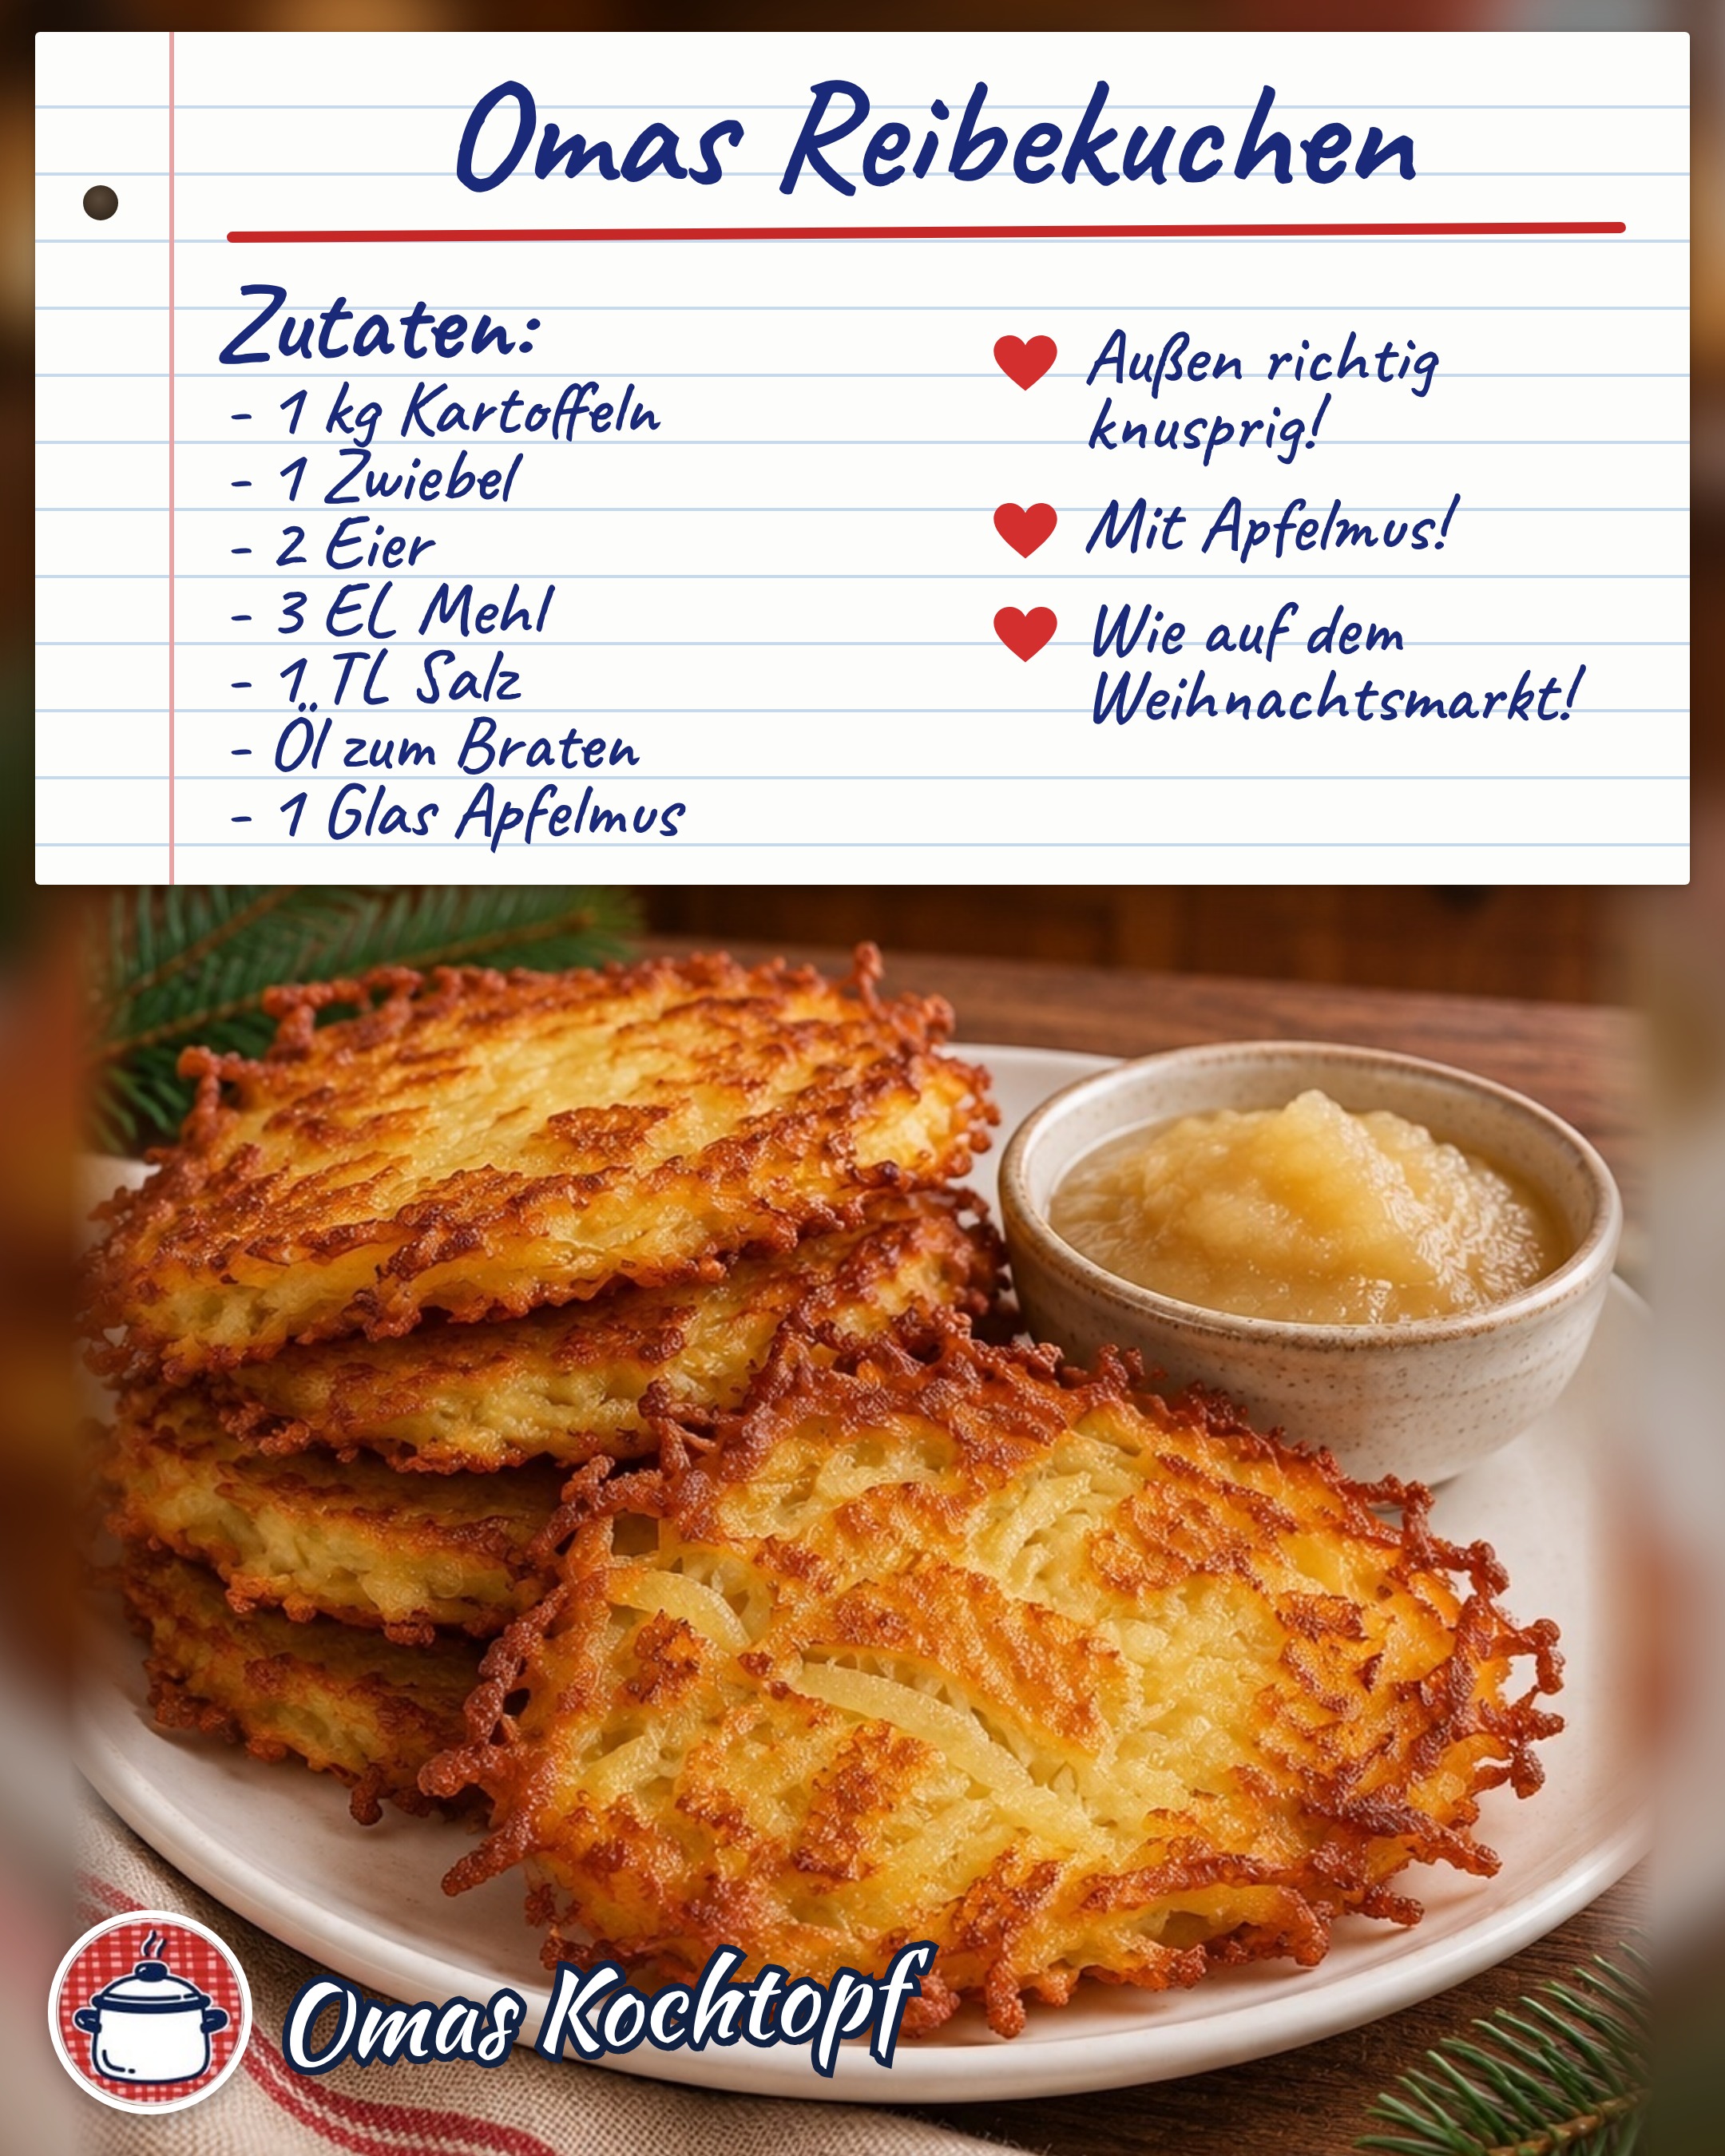 Omas Reibekuchen
Zutaten:
- 1 kg Kartoffeln
- 1 Zwiebel
- 2 Eier
- 3 EL Mehl
- 1 TL Salz
- Öl zum Braten
- 1 Glas Apfelmus
Außen richtig
knusprig!
Mit Apfelmus!
Wie auf dem
Weihnachtsmarkt!
Omas Kochtopf